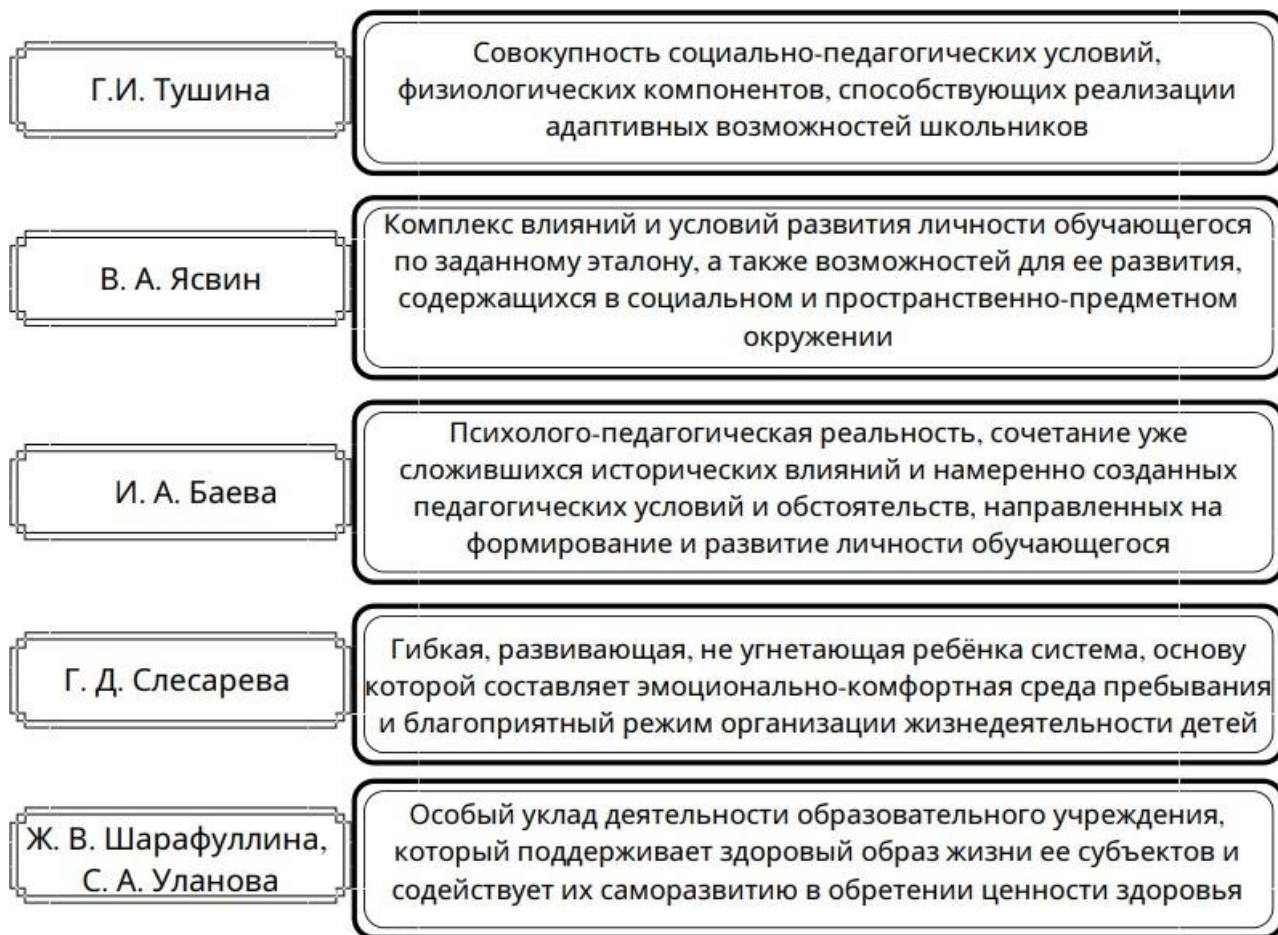 Г.И. Тушина
Совокупность социально-педагогических условий,
физиологических компонентов, способствующих реализации
адаптивных возможностей школьников
В. А. Ясвин
Комплекс влияний и условий развития личности обучающегося
по заданному эталону, а также возможностей для ее развития,
содержащихся в социальном и пространственно-предметном
окружении
И. А. Баева
Психолого-педагогическая реальность, сочетание уже
сложившихся исторических влияний и намеренно созданных
педагогических условий и обстоятельств, направленных на
формирование и развитие личности обучающегося
Г. Д. Слесарева
Гибкая, развивающая, не угнетающая ребёнка система, основу
которой составляет эмоционально-комфортная среда пребывания
и благоприятный режим организации жизнедеятельности детей
Ж. В. Шарафуллина,
С. А. Уланова
Особый уклад деятельности образовательного учреждения,
который поддерживает здоровый образ жизни ее субъектов и
содействует их саморазвитию в обретении ценности здоровья